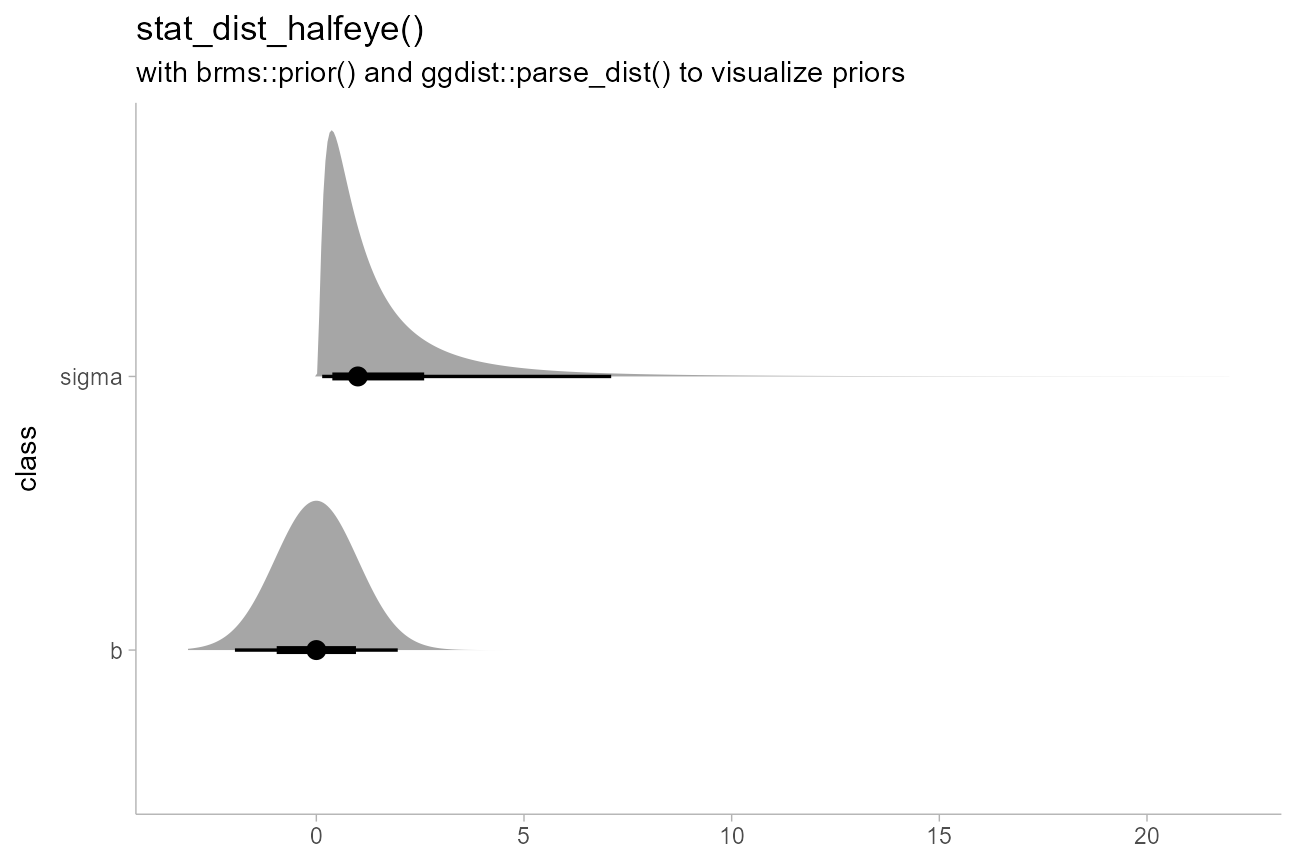 stat_dist_halfeye()
with brms::prior() and ggdist::parse_dist() to visualize priors
class
sigma
b
0 5 10 15 20